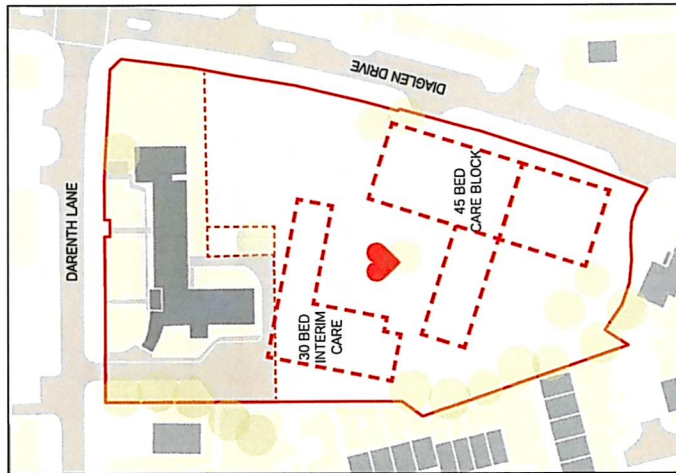 DARENTH LANE
DIAGLEN DRIVE
45 BED
CARE BLOCK
30 BED
INTERIM
CARE